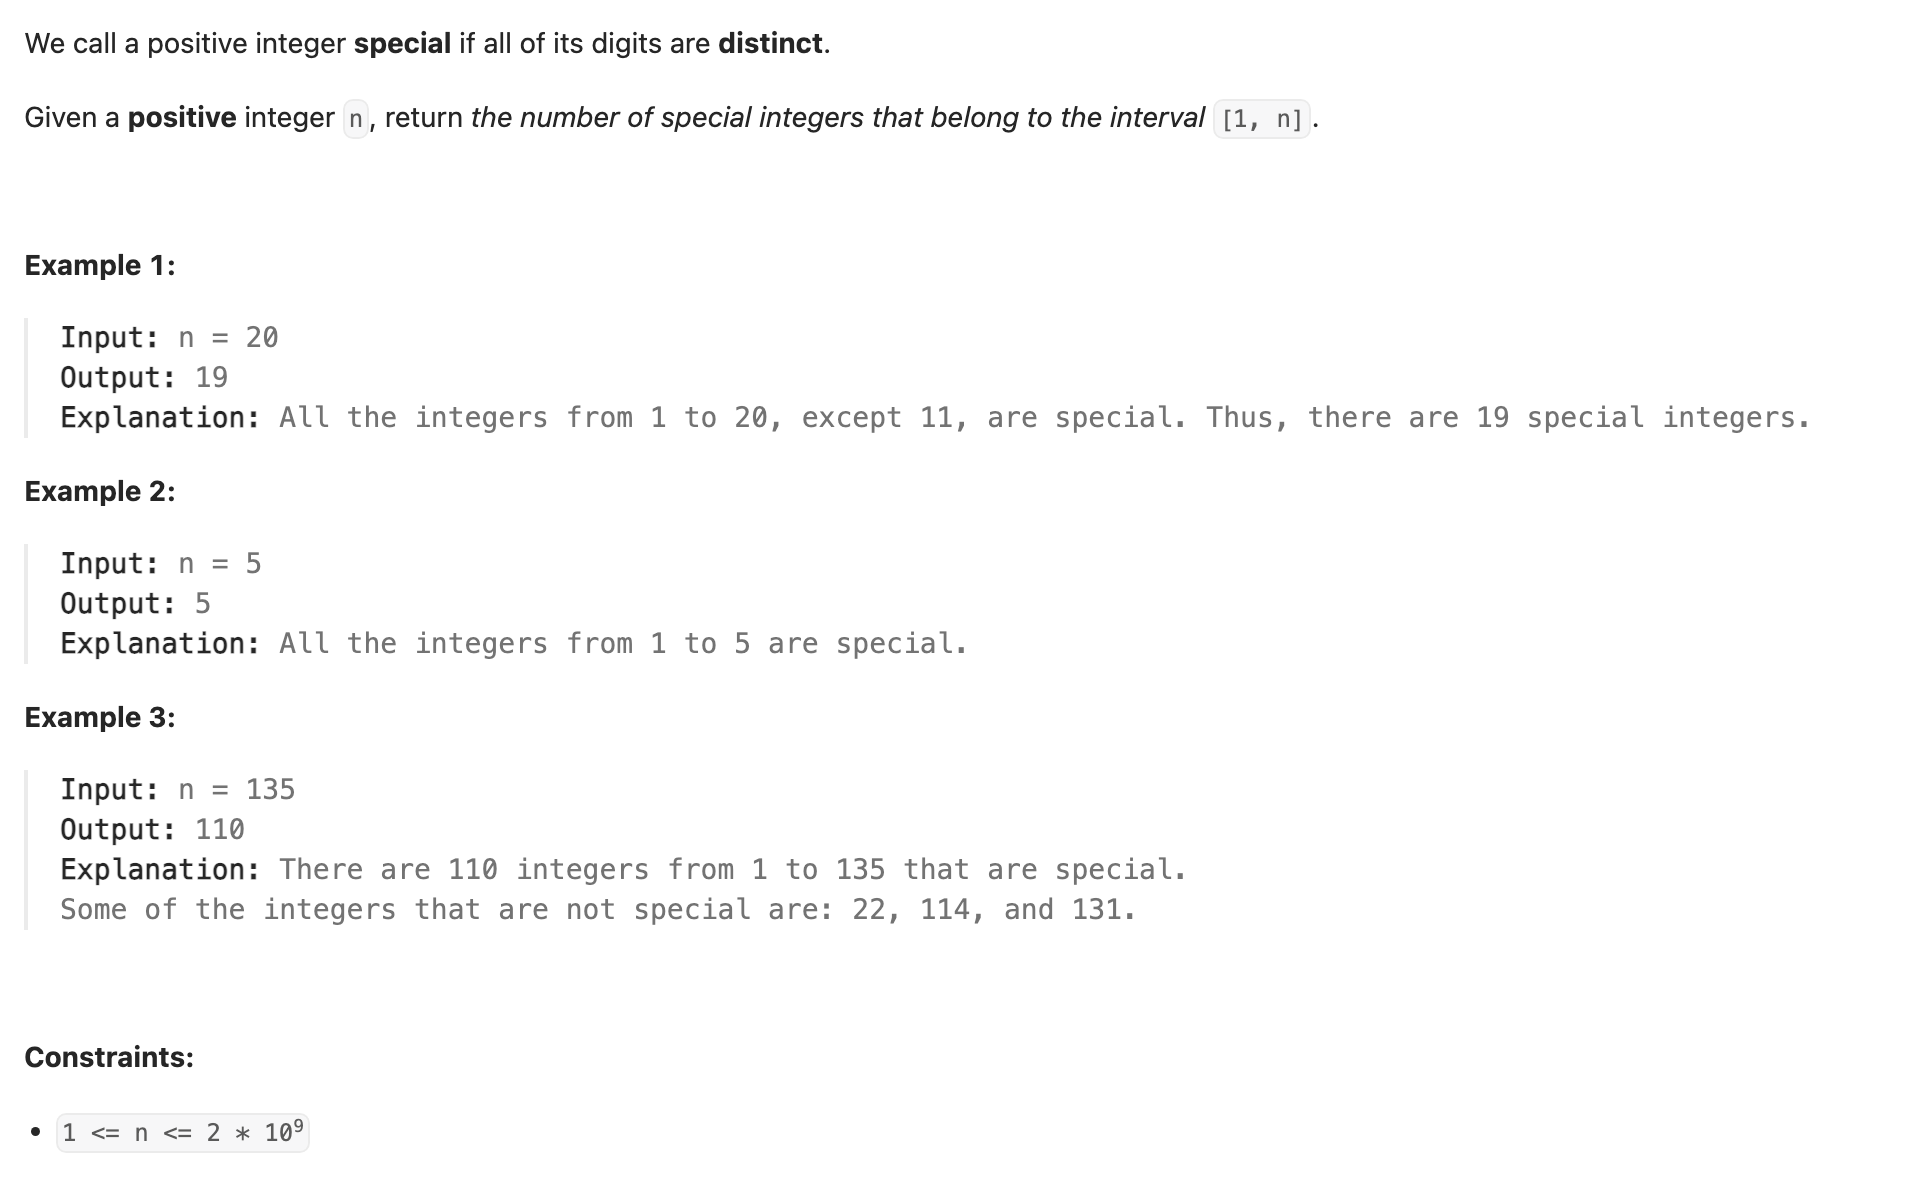 We call a positive integer special if all of its digits are distinct.
Given a positive integer n, return the number of special integers that belong to the interval [1, n].
Example 1:
Input: n = 20
Output: 19
Explanation: All the integers from 1 to 20, except 11, are special. Thus, there are 19 special integers.
Example 2:
Input: n = 5
Output: 5
Explanation: All the integers from 1 to 5 are special.
Example 3:
Input: n = 135
Output: 110
Explanation: There are 110 integers from 1 to 135 that are special.
Some of the integers that are not special are: 22, 114, and 131.
Constraints:
• 1 <= n <= 2 * 10⁹